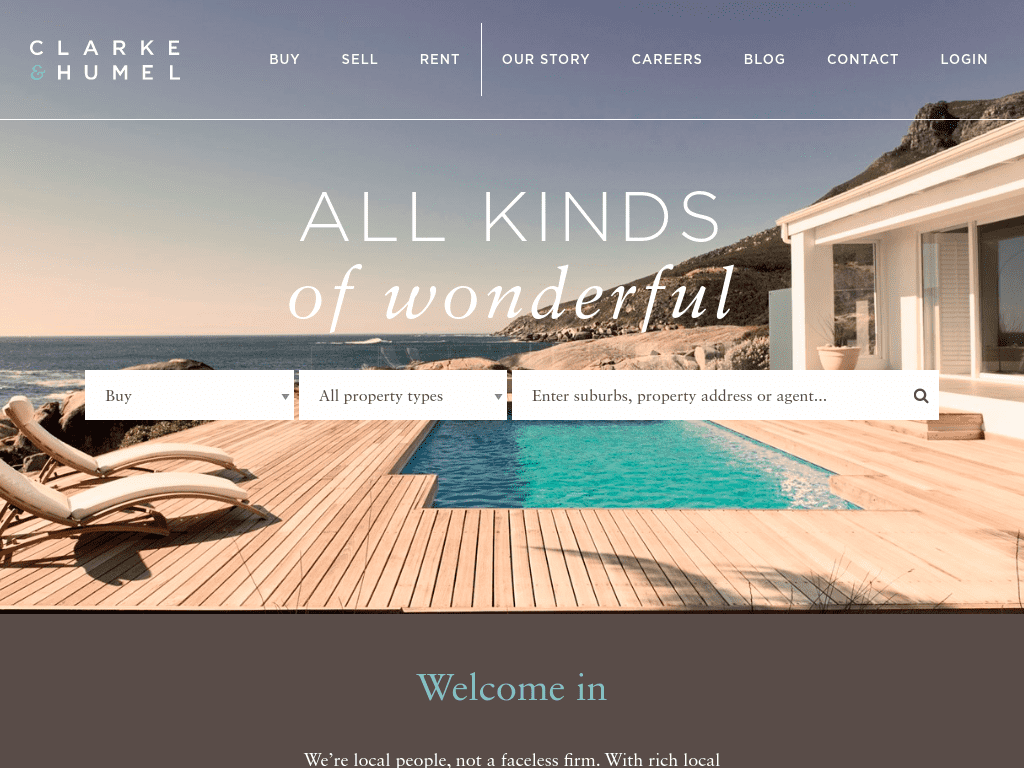 CLARKE
& HUMEL
BUY SELL RENT OUR STORY CAREERS BLOG CONTACT LOGIN
ALL KINDS
of wonderful
Buy All property types Enter suburbs, property address or agent...
Welcome in
We’re local people, not a faceless firm. With rich local